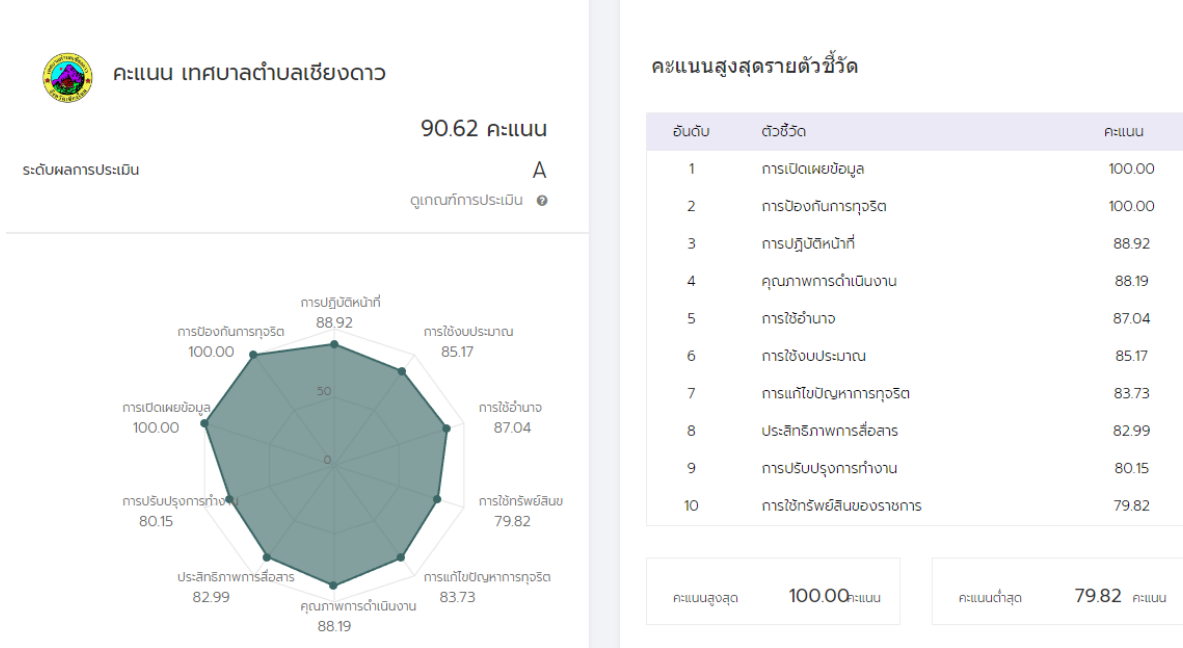 คะแนน เทศบาลตำบลเชียงดาว
90.62 คะแนน
ระดับผลการประเมิน A
ดูเกณฑ์การประเมิน
การปฏิบัติหน้าที่
88.92
การป้องกันการทุจริต
100.00
การใช้งบประมาณ
85.17
50
การเปิดเผยข้อมูล
100.00
การใช้อำนาจ
87.04
0
การปรับปรุงการทำงาน
80.15
การใช้ทรัพย์สินข
79.82
ประสิทธิภาพการสื่อสาร
82.99
การแก้ไขปัญหาการทุจริต
83.73
คุณภาพการดำเนินงาน
88.19
คะแนนสูงสุดรายตัวชี้วัด
อันดับ ตัวชี้วัด คะแนน
1 การเปิดเผยข้อมูล 100.00
2 การป้องกันการทุจริต 100.00
3 การปฏิบัติหน้าที่ 88.92
4 คุณภาพการดำเนินงาน 88.19
5 การใช้อำนาจ 87.04
6 การใช้งบประมาณ 85.17
7 การแก้ไขปัญหาการทุจริต 83.73
8 ประสิทธิภาพการสื่อสาร 82.99
9 การปรับปรุงการทำงาน 80.15
10 การใช้ทรัพย์สินของราชการ 79.82
คะแนนสูงสุด 100.00 คะแนน
คะแนนต่ำสุด 79.82 คะแนน